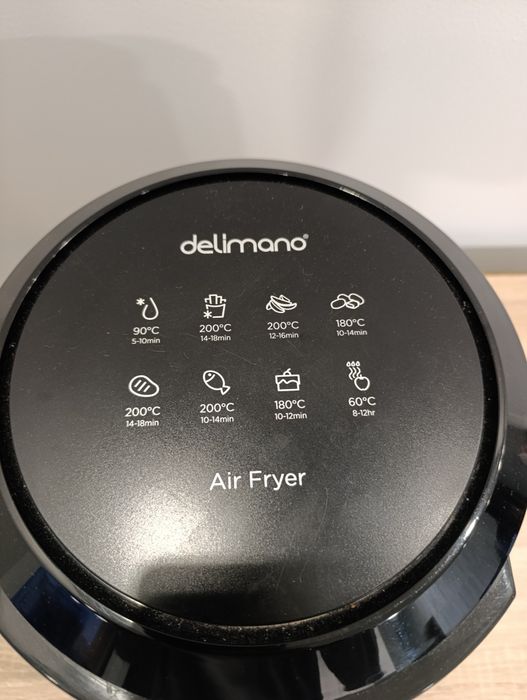 delimano®
90°C 200°C 200°C 180°C
5-10min 14-18min 12-16min 10-14min
200°C 200°C 180°C 60°C
14-18min 10-14min 10-12min 8-12hr
Air Fryer